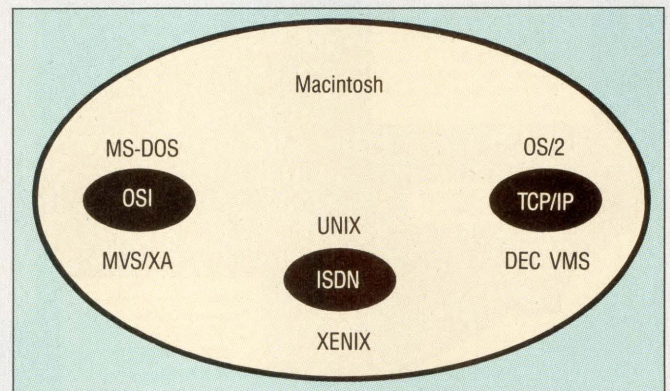 Macintosh
MS-DOS
OSI
MVS/XA
UNIX
ISDN
XENIX
OS/2
TCP/IP
DEC VMS